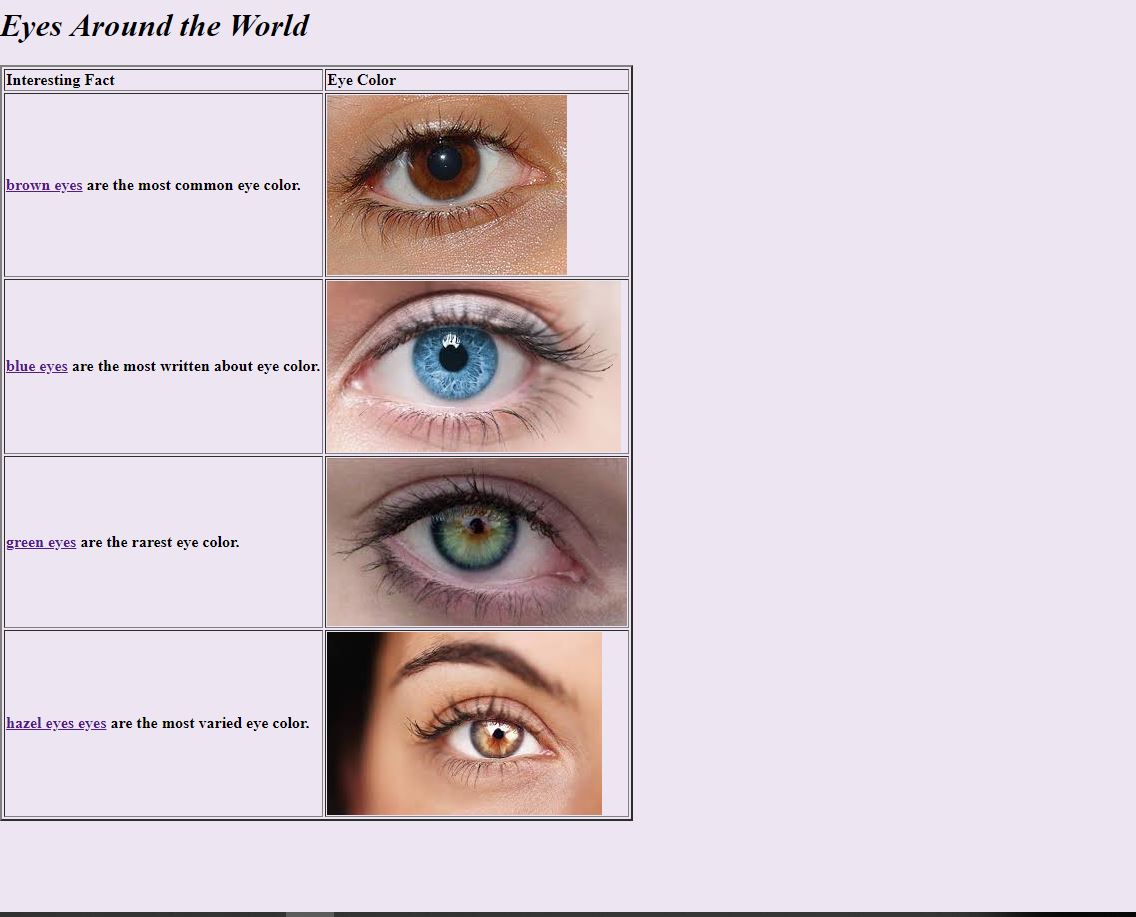 Eyes Around the World
Interesting Fact
Eye Color
brown eyes are the most common eye color.
blue eyes are the most written about eye color.
green eyes are the rarest eye color.
hazel eyes eyes are the most varied eye color.